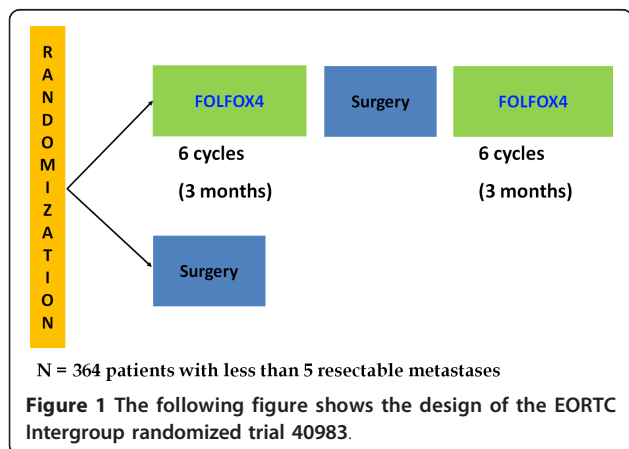 RANDOMIZATION
FOLFOX4
Surgery
FOLFOX4
6 cycles
(3 months)
6 cycles
(3 months)
Surgery
N = 364 patients with less than 5 resectable metastases
Figure 1 The following figure shows the design of the EORTC
Intergroup randomized trial 40983.